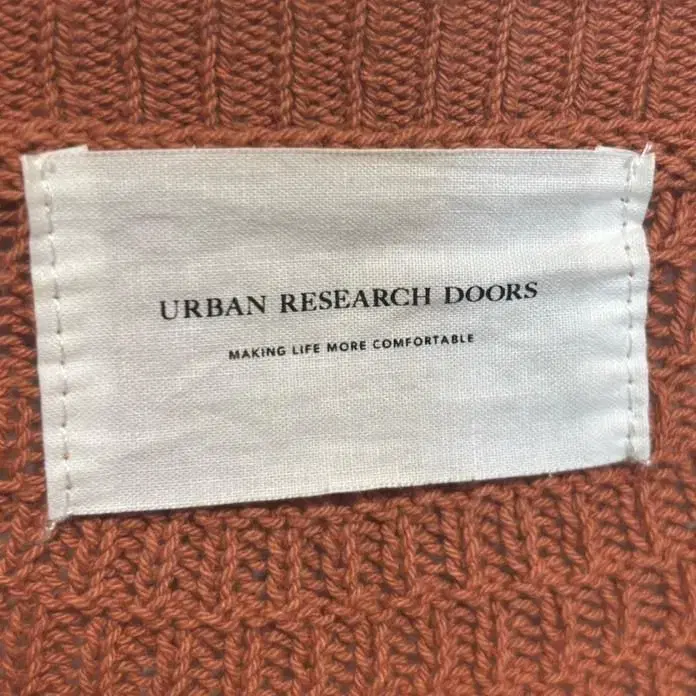 URBAN RESEARCH DOORS
MAKING LIFE MORE COMFORTABLE